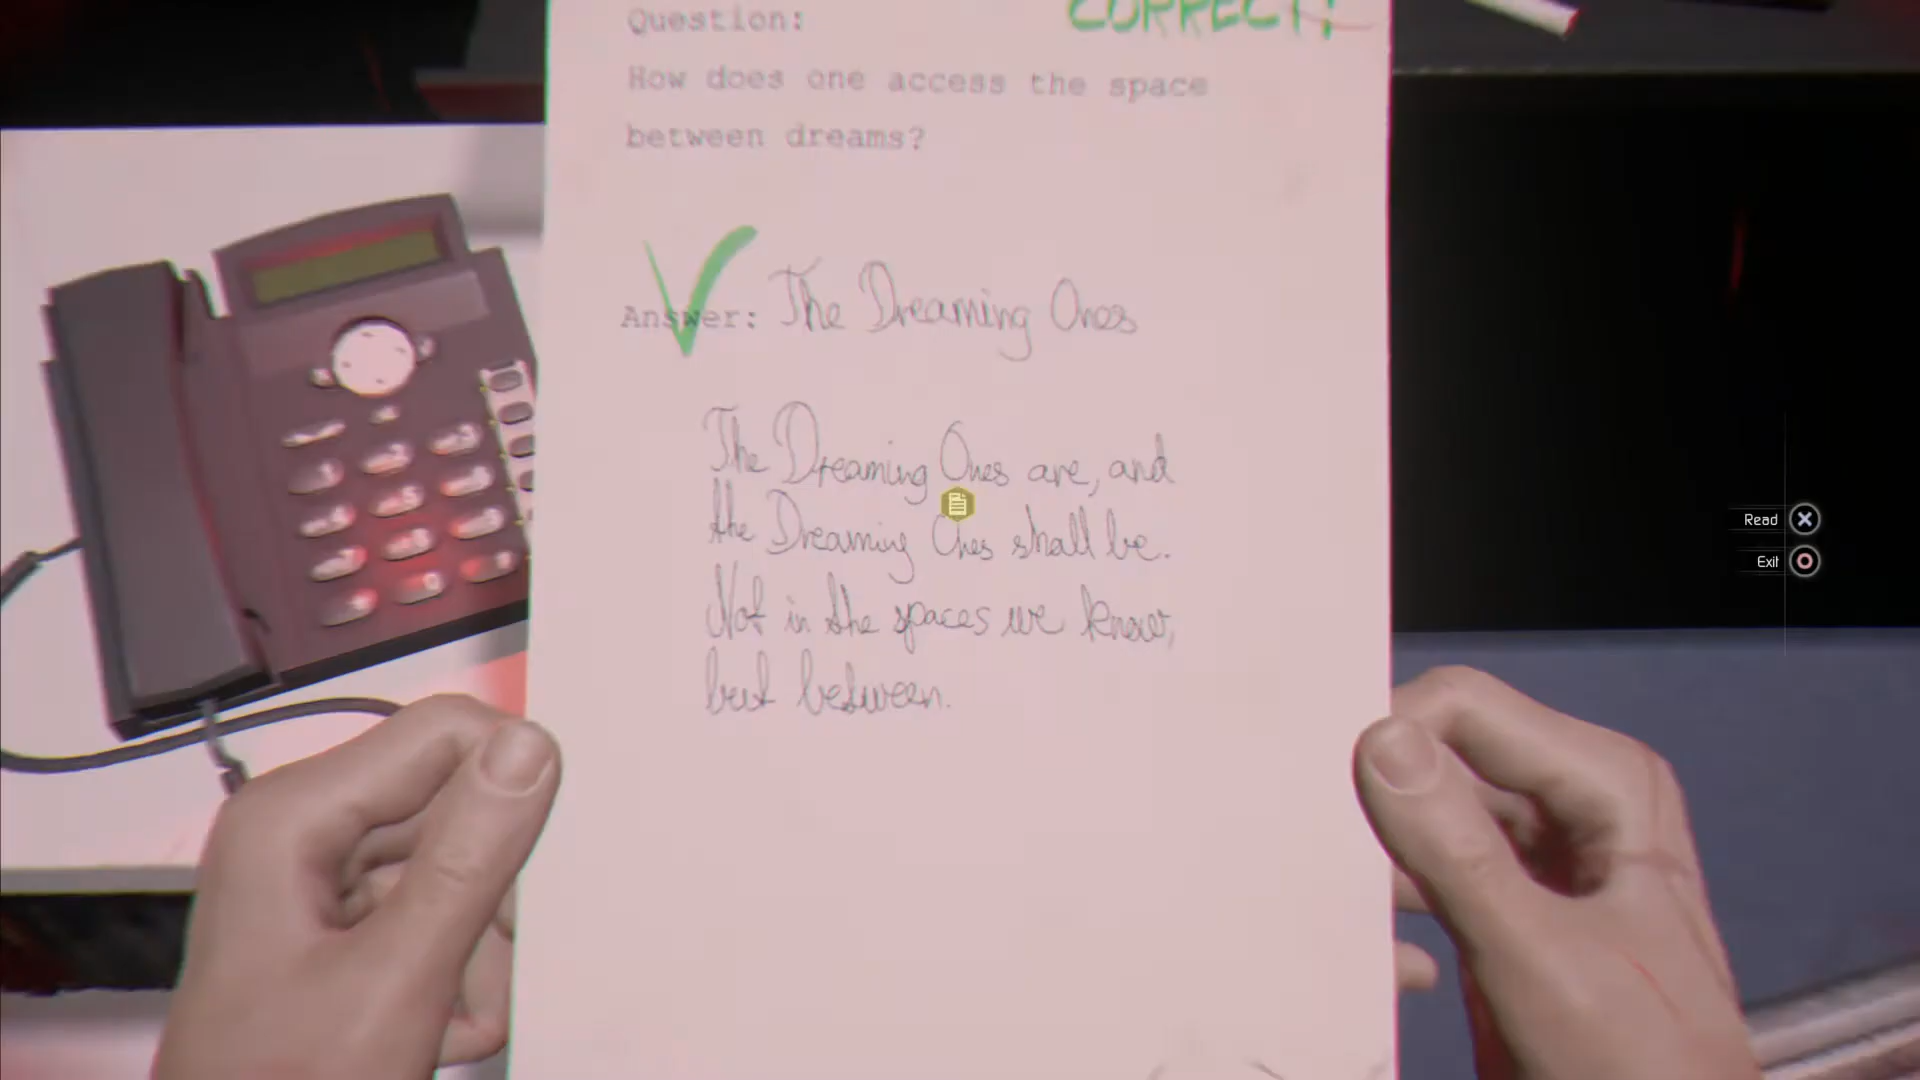 Question:
CORRECT!
How does one access the space
between dreams?
Answer: The Dreaming Ones
The Dreaming Ones are, and
the Dreaming Ones shall be.
Not in the spaces we know,
but between.
Read
Exit